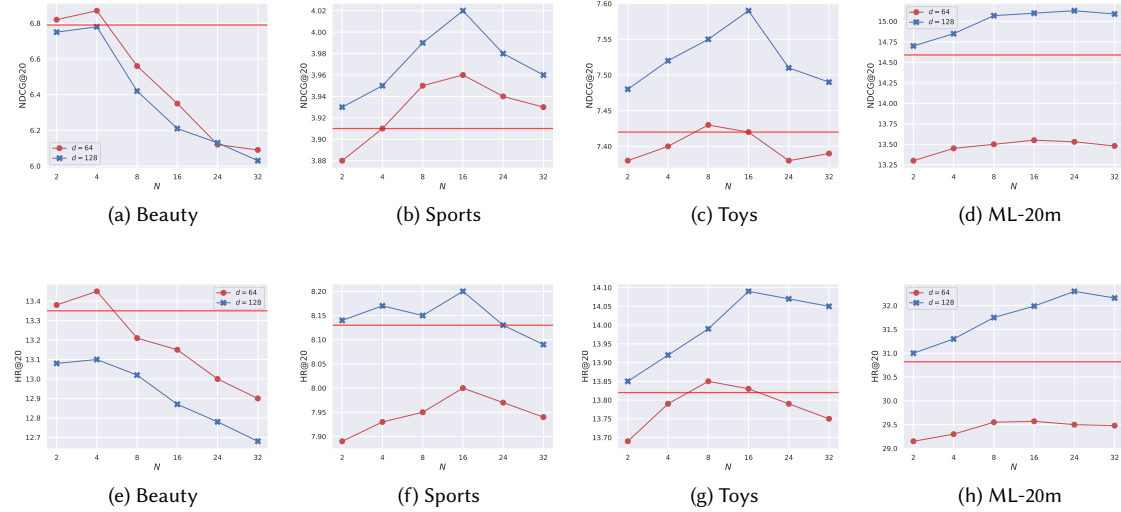 6.8
6.6
6.4
6.2
6.0
NDCG@20
d = 64
d = 128
2 4 8 16 24 32
N
(a) Beauty
4.02
4.00
3.98
3.96
3.94
3.92
3.90
3.88
NDCG@20
2 4 8 16 24 32
N
(b) Sports
7.60
7.55
7.50
7.45
7.40
NDCG@20
2 4 8 16 24 32
N
(c) Toys
15.00
14.75
14.50
14.25
14.00
13.75
13.50
13.25
NDCG@20
d = 64
d = 128
2 4 8 16 24 32
N
(d) ML-20m
13.4
13.3
13.2
13.1
13.0
12.9
12.8
12.7
HR@20
d = 64
d = 128
2 4 8 16 24 32
N
(e) Beauty
8.20
8.15
8.10
8.05
8.00
7.95
7.90
HR@20
2 4 8 16 24 32
N
(f) Sports
14.10
14.05
14.00
13.95
13.90
13.85
13.80
13.75
13.70
HR@20
2 4 8 16 24 32
N
(g) Toys
32.0
31.5
31.0
30.5
30.0
29.5
29.0
HR@20
d = 64
d = 128
2 4 8 16 24 32
N
(h) ML-20m